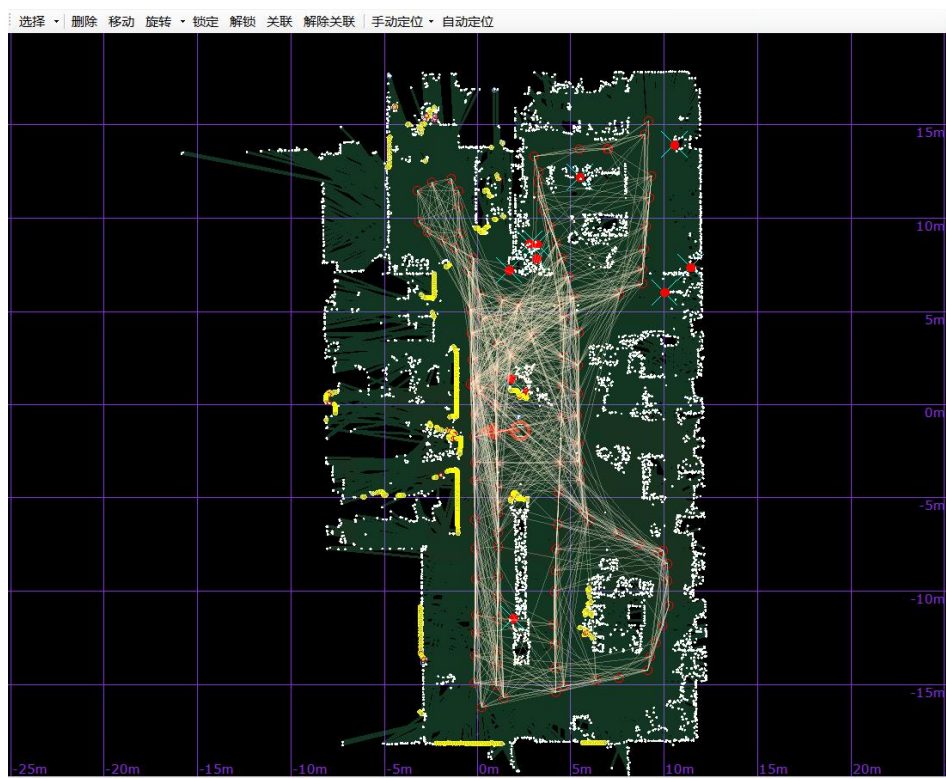 选择 删除 移动 旋转 锁定 解锁 关联 解除关联 手动定位 自动定位
15m
10m
5m
0m
-5m
-10m
-15m
-25m -20m -15m -10m -5m 0m 5m 10m 15m 20m